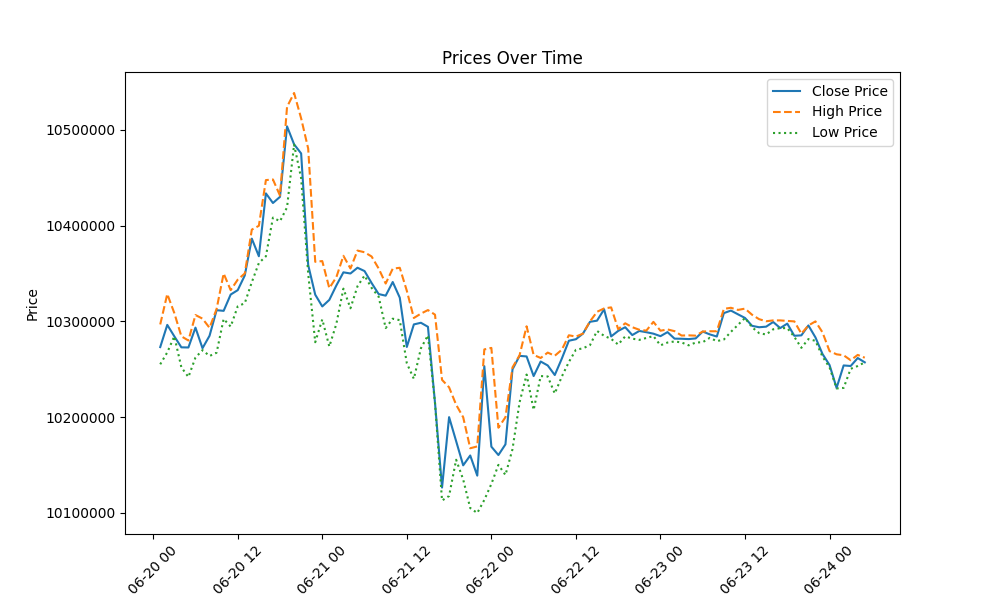 Prices Over Time
Close Price
High Price
Low Price
Price
10500000
10400000
10300000
10200000
10100000
06-20 00
06-20 12
06-21 00
06-21 12
06-22 00
06-22 12
06-23 00
06-23 12
06-24 00